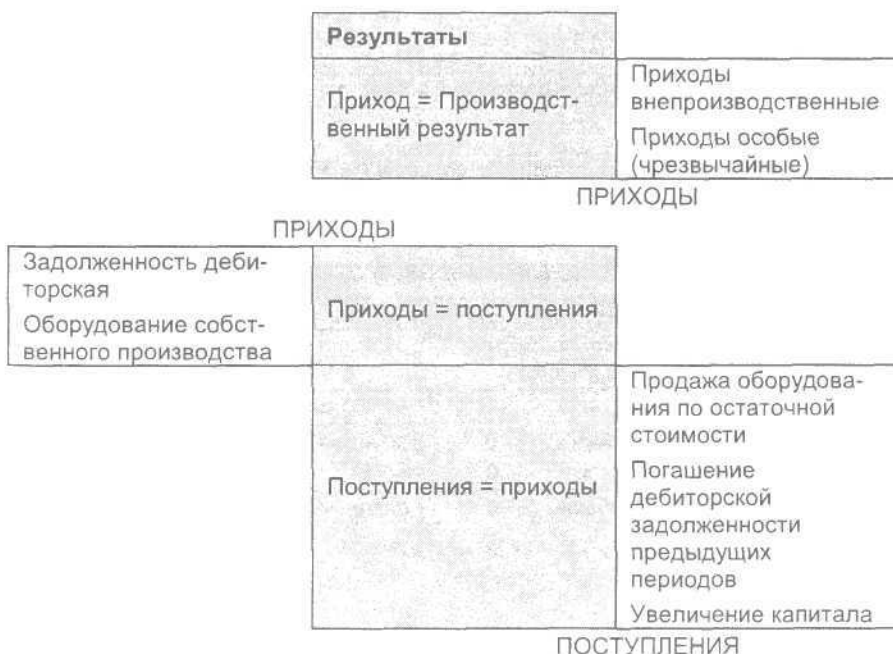 Результаты
Приход = Производст-
венный результат
Приходы
внепроизводственные
Приходы особые
(чрезвычайные)
ПРИХОДЫ
ПРИХОДЫ
Задолженность деби-
торская
Оборудование собст-
венного производства
Приходы = поступления
Поступления = приходы
Продажа оборудова-
ния по остаточной
стоимости
Погашение
дебиторской
задолженности
предыдущих
периодов
Увеличение капитала
ПОСТУПЛЕНИЯ